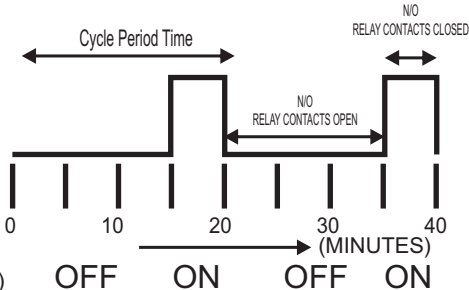 N/O
RELAY CONTACTS CLOSED
Cycle Period Time
N/O
RELAY CONTACTS OPEN
0 10 20 30 40
(MINUTES)
) OFF ON OFF ON